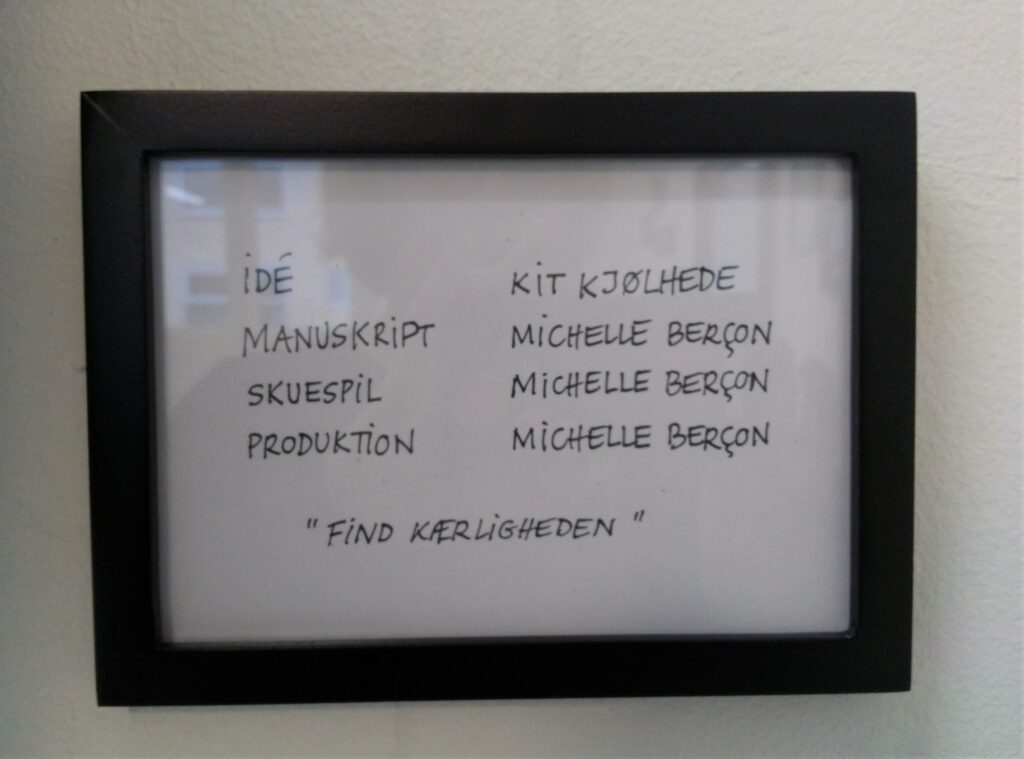 IDÉ KIT KJØLHEDE
MANUSKRIPT MICHELLE BERÇON
SKUESPIL MICHELLE BERÇON
PRODUKTION MICHELLE BERÇON
"FIND KÆRLIGHEDEN"